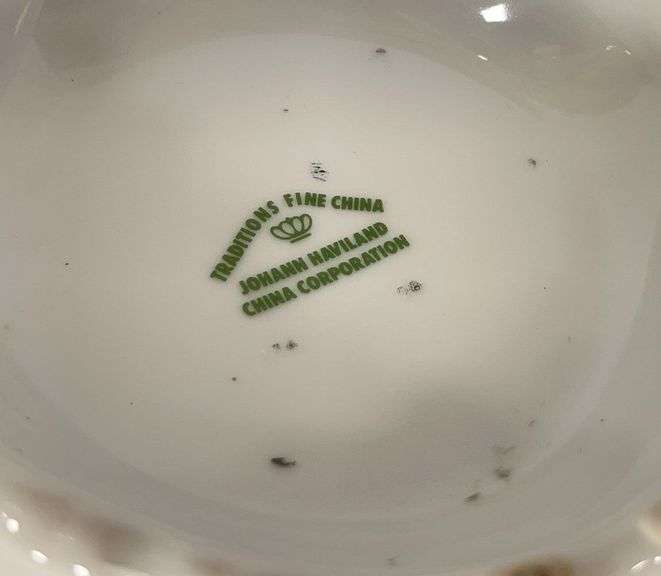 TRADITIONS FINE CHINA
JOHANN HAVILAND
CHINA CORPORATION